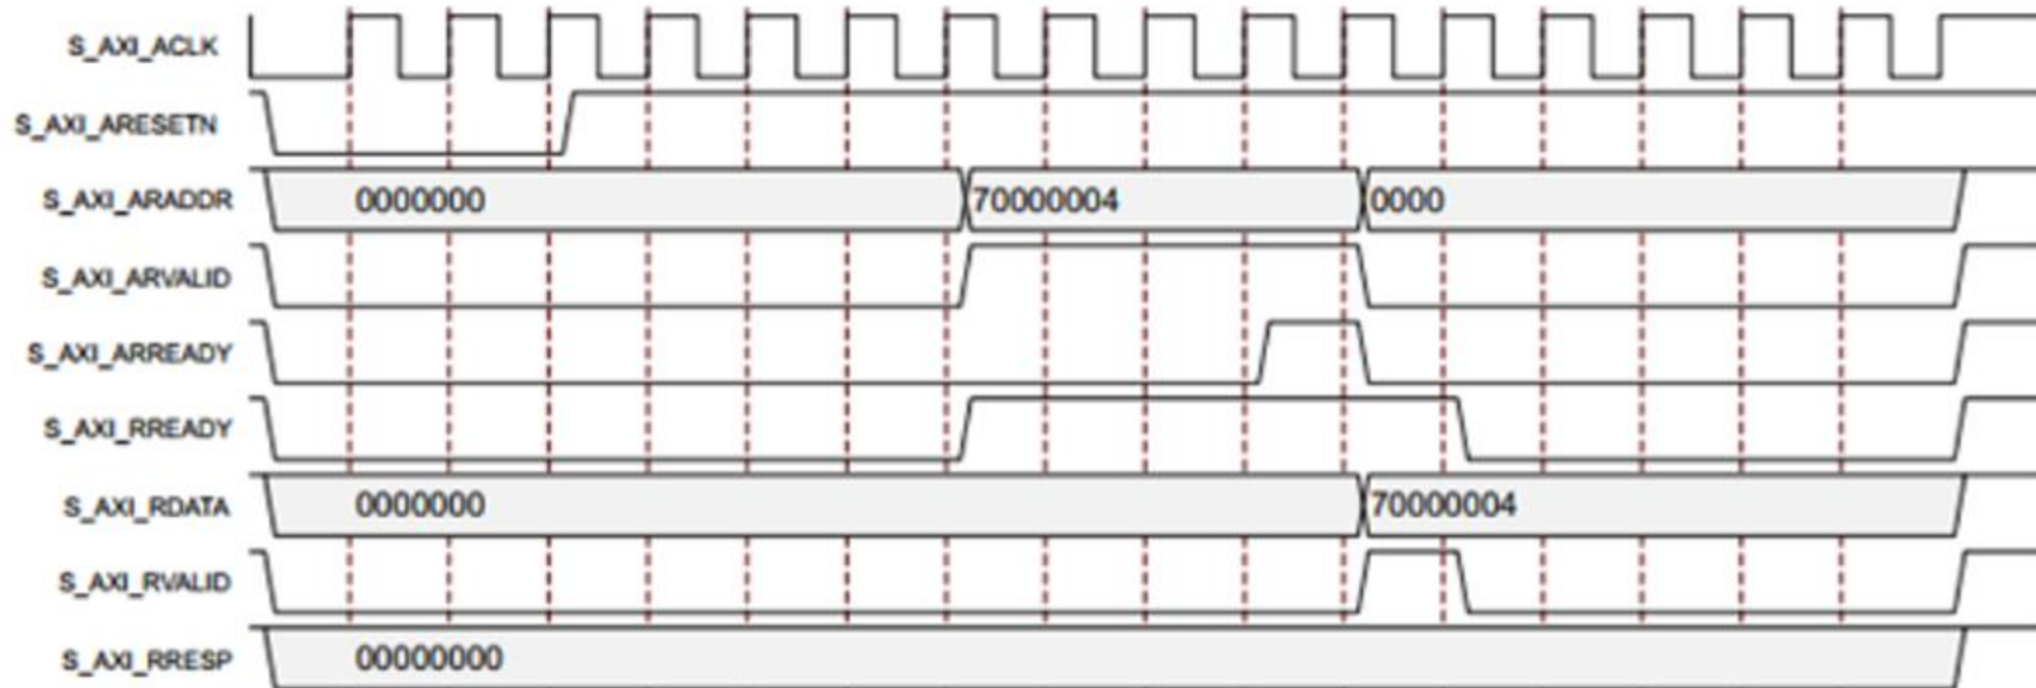 S_AXI_ACLK
S_AXI_ARESETN
S_AXI_ARADDR 0000000 70000004 0000
S_AXI_ARVALID
S_AXI_ARREADY
S_AXI_RREADY
S_AXI_RDATA 0000000 70000004
S_AXI_RVALID
S_AXI_RRESP 00000000